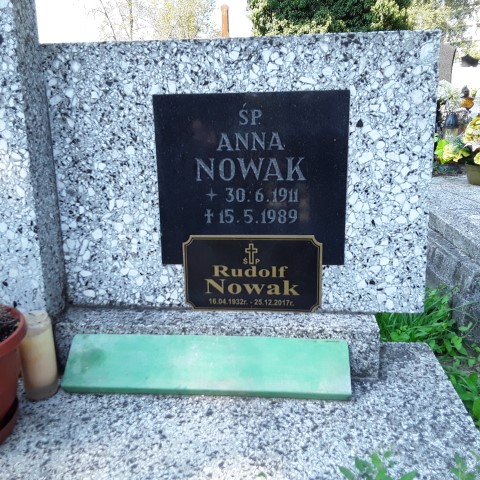 ŚP.
ANNA
NOWAK
+ 30.6.1911
† 15.5.1989
Ś P
Rudolf
Nowak
16.04.1932r. - 25.12.2017r.